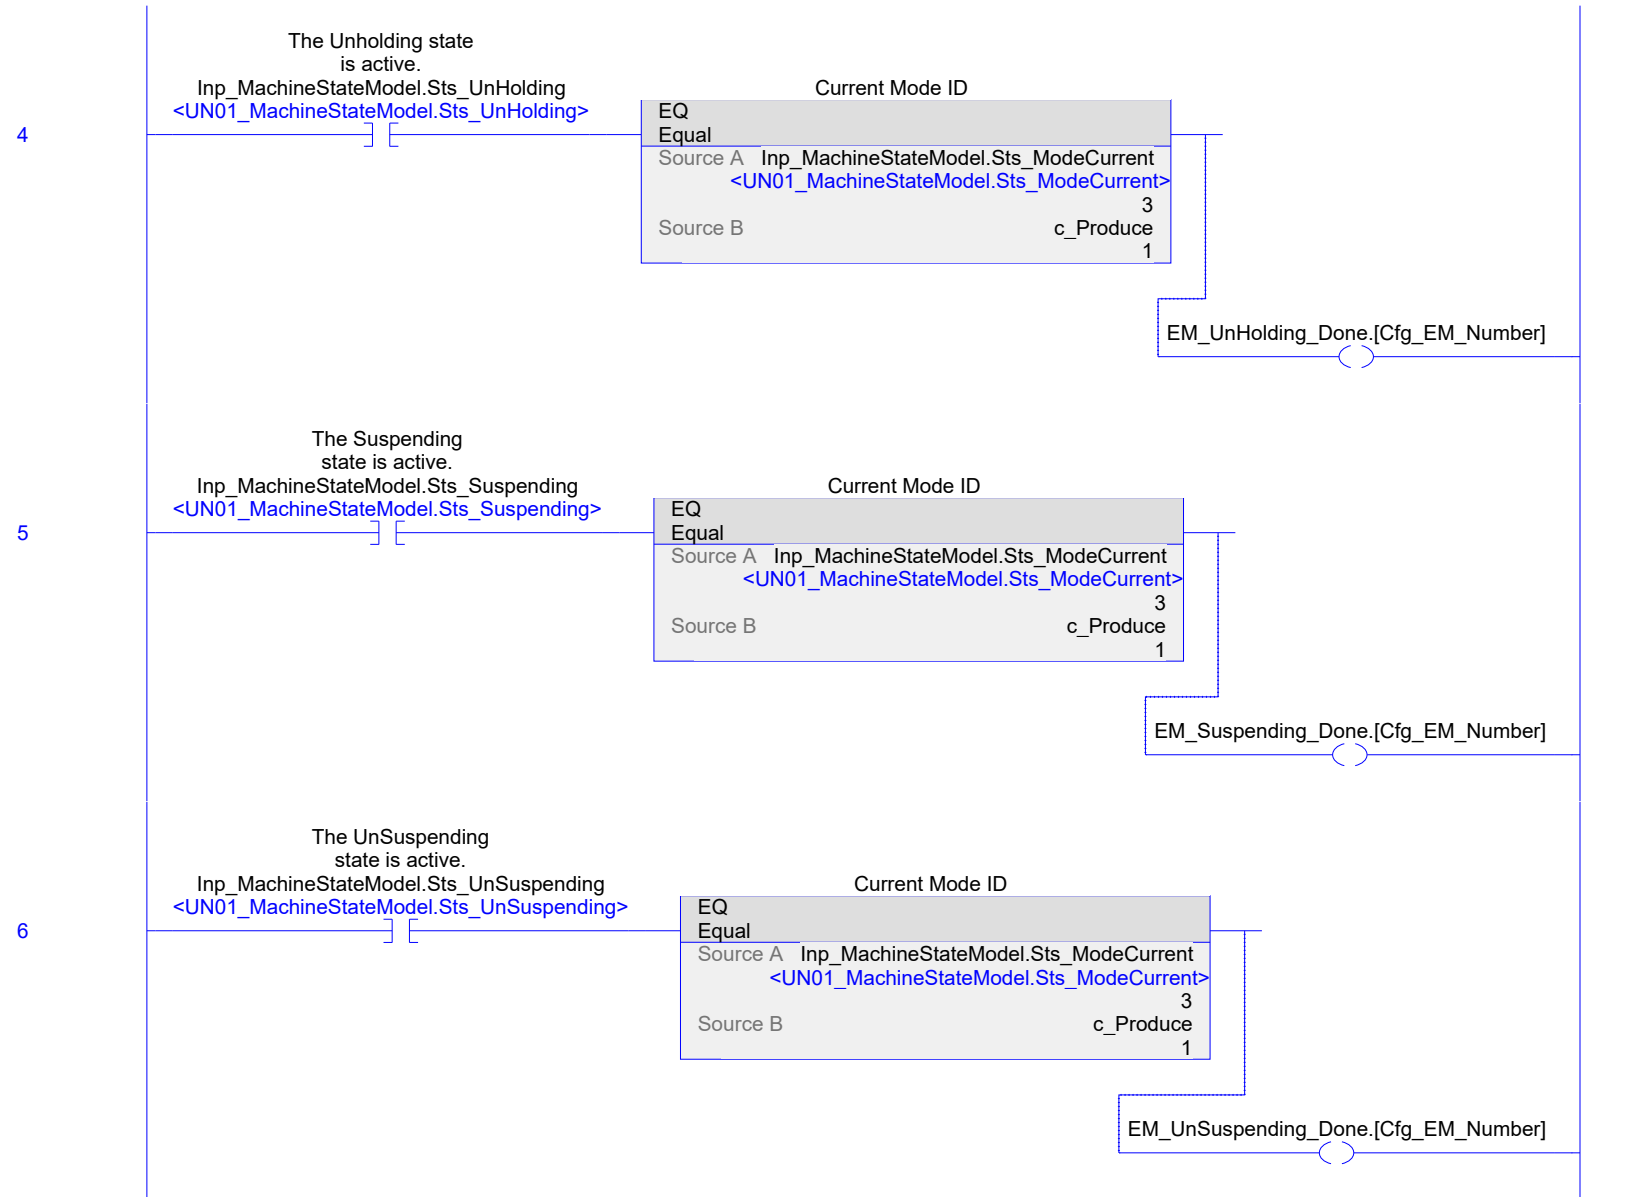 The Unholding state
is active.
Inp_MachineStateModel.Sts_UnHolding
<UN01_MachineStateModel.Sts_UnHolding>
Current Mode ID
4
EQ
Equal
Source A Inp_MachineStateModel.Sts_ModeCurrent
<UN01_MachineStateModel.Sts_ModeCurrent>
3
Source B c_Produce
1
EM_UnHolding_Done.[Cfg_EM_Number]
The Suspending
state is active.
Inp_MachineStateModel.Sts_Suspending
<UN01_MachineStateModel.Sts_Suspending>
Current Mode ID
5
EQ
Equal
Source A Inp_MachineStateModel.Sts_ModeCurrent
<UN01_MachineStateModel.Sts_ModeCurrent>
3
Source B c_Produce
1
EM_Suspending_Done.[Cfg_EM_Number]
The UnSuspending
state is active.
Inp_MachineStateModel.Sts_UnSuspending
<UN01_MachineStateModel.Sts_UnSuspending>
Current Mode ID
6
EQ
Equal
Source A Inp_MachineStateModel.Sts_ModeCurrent
<UN01_MachineStateModel.Sts_ModeCurrent>
3
Source B c_Produce
1
EM_UnSuspending_Done.[Cfg_EM_Number]